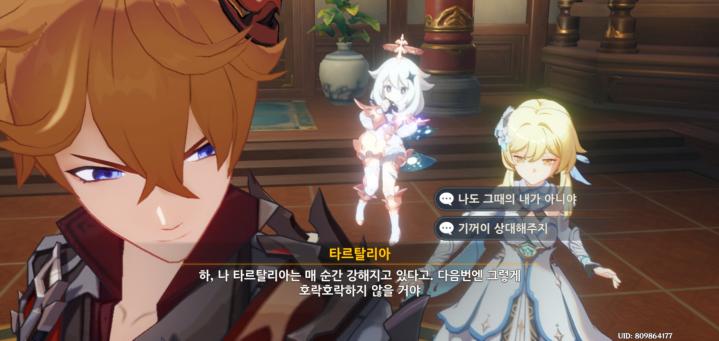 나도 그때의 내가 아니야
기꺼이 상대해주지
타르탈리아
하, 나 타르탈리아는 매 순간 강해지고 있다고, 다음번엔 그렇게
호락호락하지 않을 거야
UID: 809864177